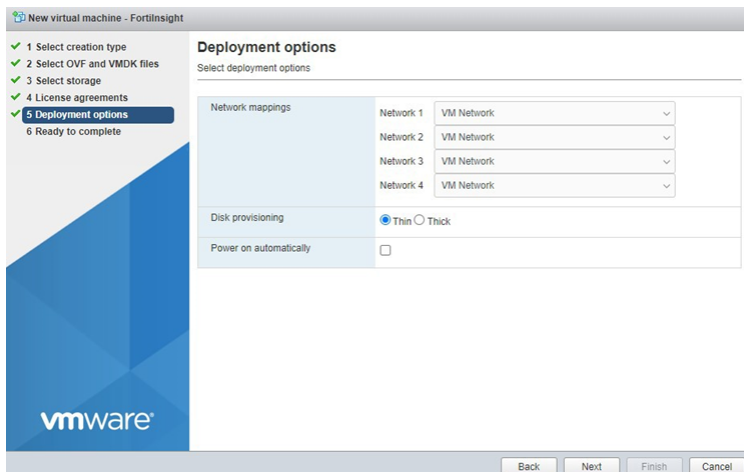 New virtual machine - FortiInsight
1 Select creation type
2 Select OVF and VMDK files
3 Select storage
4 License agreements
5 Deployment options
6 Ready to complete
vmware®
Deployment options
Select deployment options
Network mappings
Network 1 VM Network
Network 2 VM Network
Network 3 VM Network
Network 4 VM Network
Disk provisioning
Thin Thick
Power on automatically
Back Next Finish Cancel